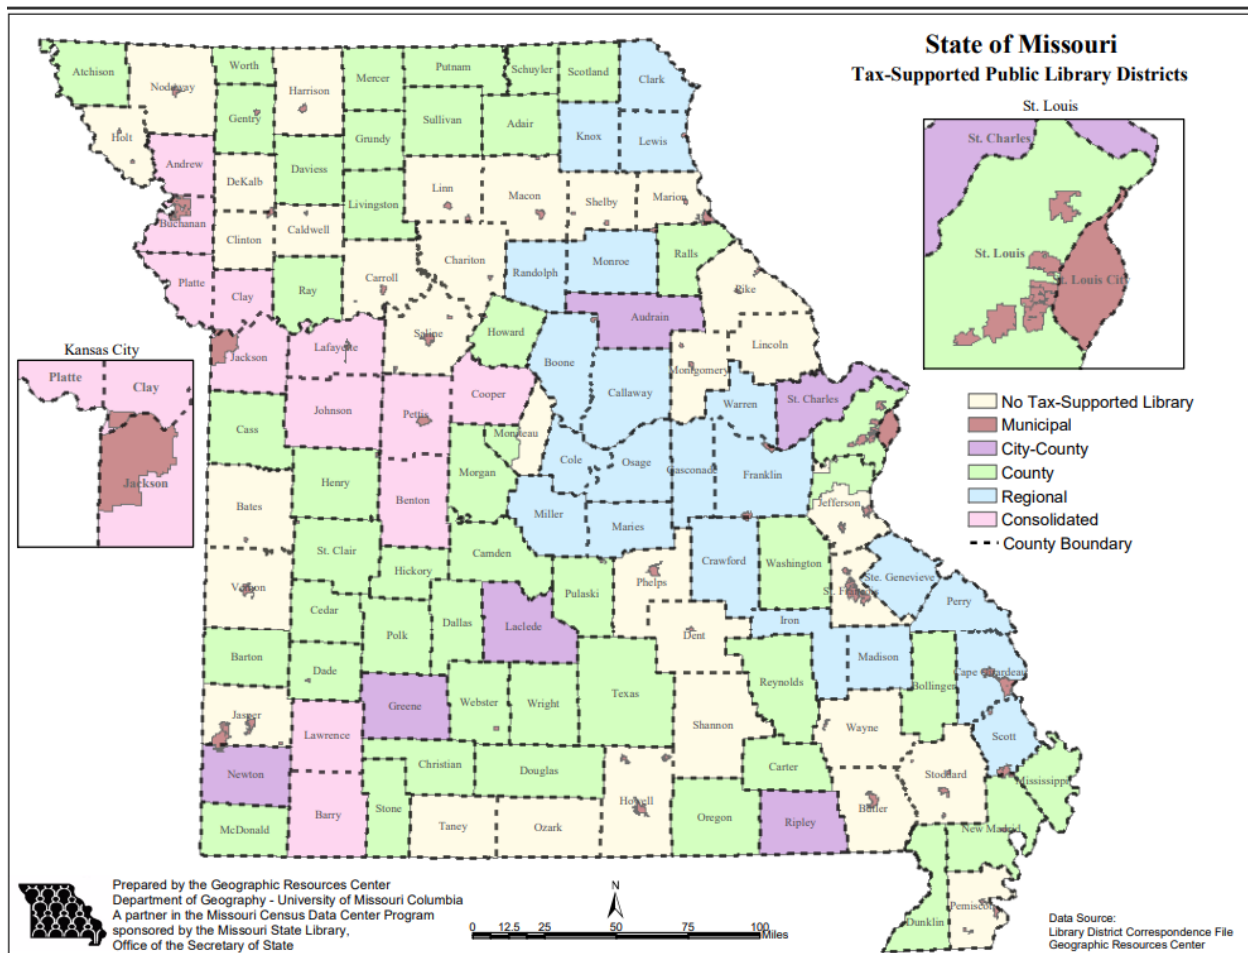 State of Missouri
Tax-Supported Public Library Districts
St. Louis
St. Charles
St. Louis
St. Louis City
Kansas City
Platte
Clay
Jackson
No Tax-Supported Library
Municipal
City-County
County
Regional
Consolidated
County Boundary
Atchison
Nodaway
Worth
Harrison
Mercer
Putnam
Schuyler
Scotland
Clark
Holt
Gentry
Sullivan
Adair
Knox
Lewis
Andrew
DeKalb
Daviess
Grundy
Livingston
Linn
Macon
Shelby
Marion
Buchanan
Clinton
Caldwell
Platte
Clay
Ray
Carroll
Chariton
Randolph
Monroe
Ralls
Pike
Jackson
Lafayette
Saline
Howard
Audrain
Boone
Callaway
Montgomery
Lincoln
Warren
St. Charles
Cass
Johnson
Pettis
Cooper
Moniteau
Morgan
Cole
Osage
Gasconade
Franklin
Jefferson
Bates
Henry
Benton
Miller
Maries
Crawford
Washington
Ste. Genevieve
St. Francois
Perry
St. Clair
Hickory
Camden
Pulaski
Phelps
Vernon
Cedar
Polk
Dallas
Laclede
Dent
Iron
Madison
Bollinger
Cape Girardeau
Barton
Dade
Greene
Webster
Wright
Texas
Reynolds
Shannon
Wayne
Scott
Jasper
Lawrence
Christian
Douglas
Carter
Stoddard
Mississippi
Newton
McDonald
Barry
Stone
Taney
Ozark
Howell
Oregon
Ripley
Butler
New Madrid
Dunklin
Pemiscot
Prepared by the Geographic Resources Center
Department of Geography - University of Missouri Columbia
A partner in the Missouri Census Data Center Program
sponsored by the Missouri State Library,
Office of the Secretary of State
N
0 12.5 25 50 75 100
Miles
Data Source:
Library District Correspondence File
Geographic Resources Center